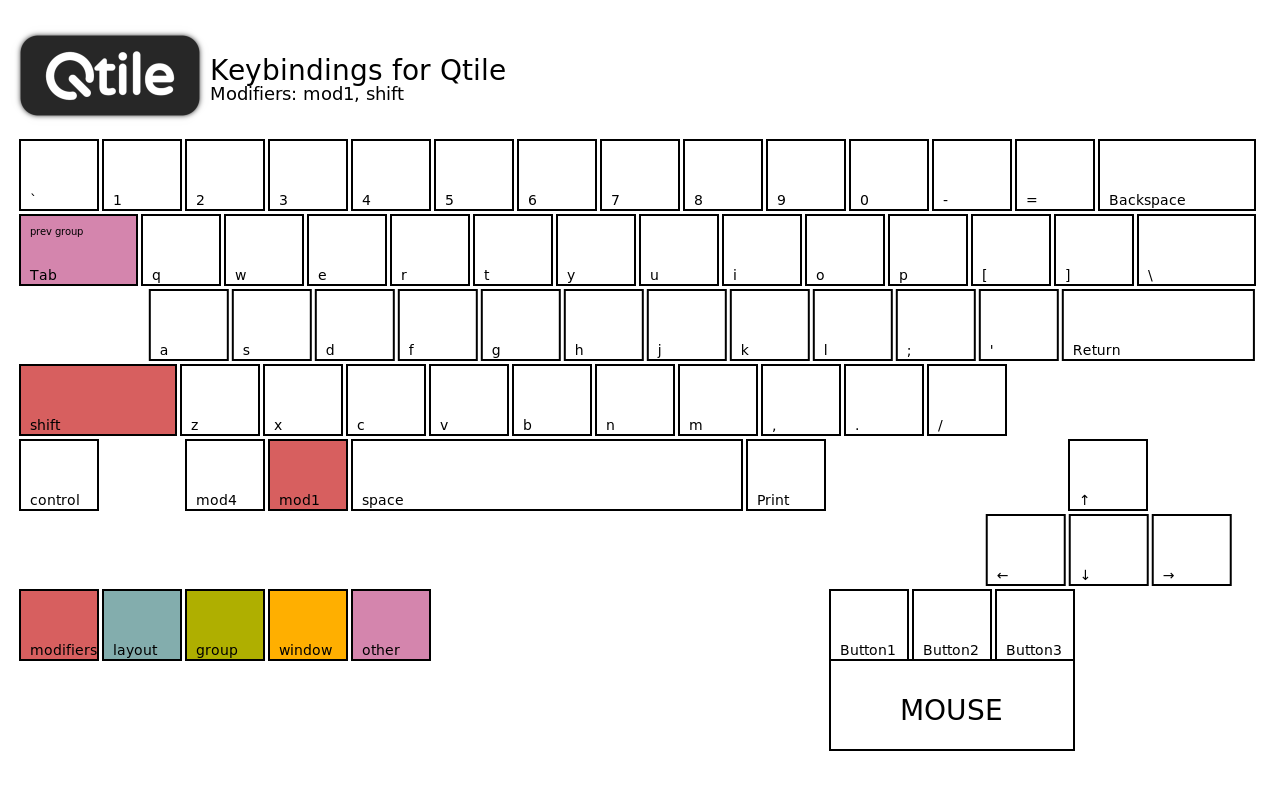 Qtile
Keybindings for Qtile
Modifiers: mod1, shift
` 1 2 3 4 5 6 7 8 9 0 - = Backspace
prev group
Tab q w e r t y u i o p [ ] \
a s d f g h j k l ; ' Return
shift z x c v b n m , . /
control mod4 mod1 space Print ↑
← ↓ →
modifiers layout group window other Button1 Button2 Button3
MOUSE